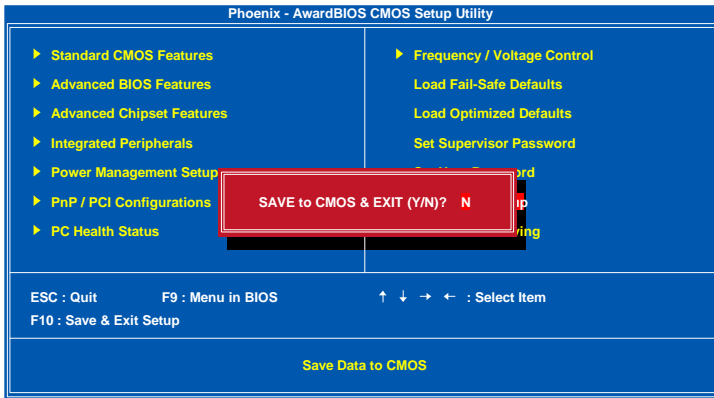 Phoenix - AwardBIOS CMOS Setup Utility
Standard CMOS Features
Advanced BIOS Features
Advanced Chipset Features
Integrated Peripherals
Power Management Setup
PnP / PCI Configurations
PC Health Status
Frequency / Voltage Control
Load Fail-Safe Defaults
Load Optimized Defaults
Set Supervisor Password
SAVE to CMOS & EXIT (Y/N)? N
ESC : Quit F9 : Menu in BIOS ↑ ↓ → ← : Select Item
F10 : Save & Exit Setup
Save Data to CMOS